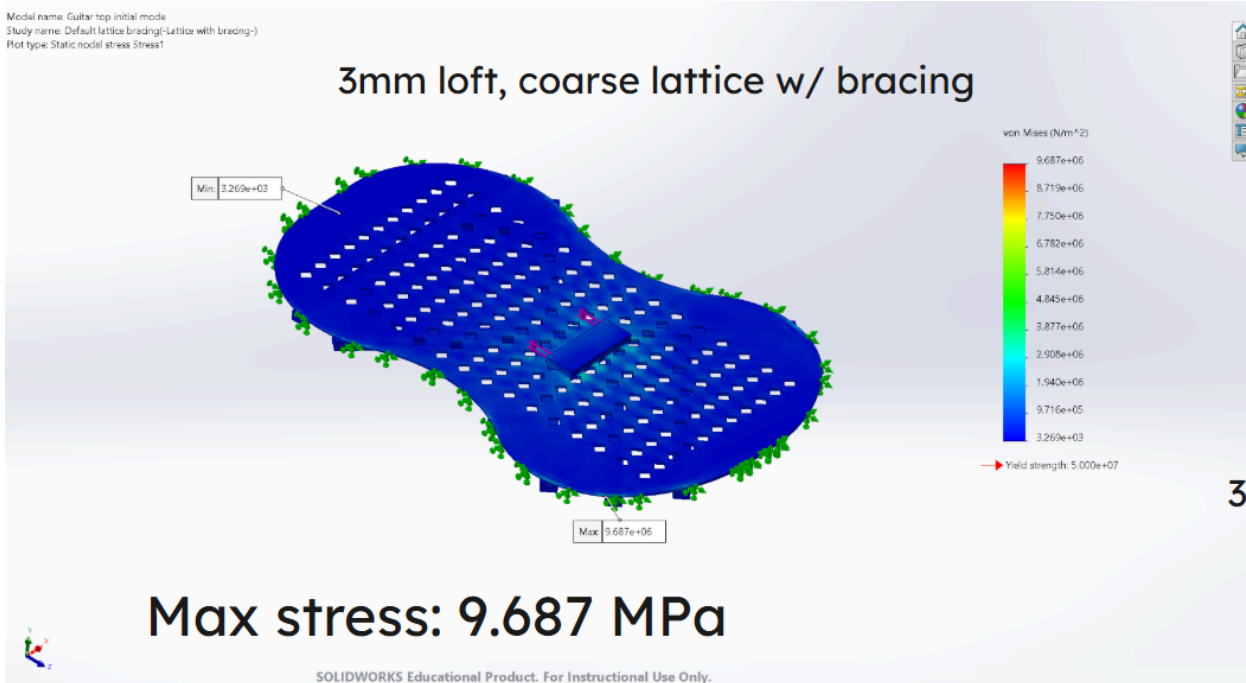 Model name: Guitar top initial mode
Study name: Default lattice bracing(-Lattice with bracing-)
Plot type: Static nodal stress Stress1
3mm loft, coarse lattice w/ bracing
von Mises (N/m^2)
9.687e+06
8.719e+06
7.750e+06
6.782e+06
5.814e+06
4.845e+06
3.877e+06
2.908e+06
1.940e+06
9.716e+05
3.269e+03
Yield strength: 5.000e+07
Min: 3.269e+03
Max: 9.687e+06
3
Max stress: 9.687 MPa
Y
X
Z
SOLIDWORKS Educational Product. For Instructional Use Only.